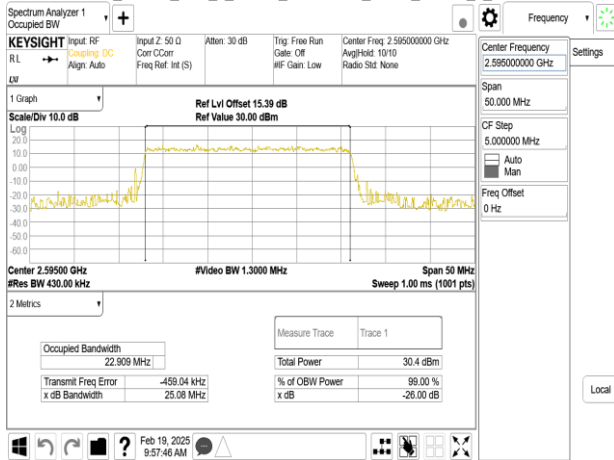 Spectrum Analyzer 1
Occupied BW
Frequency
KEYSIGHT
RL
LXI
Input: RF
Coupling: DC
Align: Auto
Input Z: 50 Ω
Corr CCorr
Freq Ref: Int (S)
Atten: 30 dB
Trig: Free Run
Gate: Off
#IF Gain: Low
Center Freq: 2.595000000 GHz
Avg|Hold: 10/10
Radio Std: None
Center Frequency
2.595000000 GHz
Settings
Span
50.000 MHz
CF Step
5.000000 MHz
Auto
Man
Freq Offset
0 Hz
Local
1 Graph
Scale/Div 10.0 dB
Ref Lvl Offset 15.39 dB
Ref Value 30.00 dBm
Log
20.0
10.0
0.00
-10.0
-20.0
-30.0
-40.0
-50.0
-60.0
Center 2.59500 GHz
#Video BW 1.3000 MHz
Span 50 MHz
#Res BW 430.00 kHz
Sweep 1.00 ms (1001 pts)
2 Metrics
Measure Trace Trace 1
Occupied Bandwidth
22.909 MHz
Total Power 30.4 dBm
Transmit Freq Error -459.04 kHz
% of OBW Power 99.00 %
x dB Bandwidth 25.08 MHz
x dB -26.00 dB
?
Feb 19, 2025
9:57:46 AM